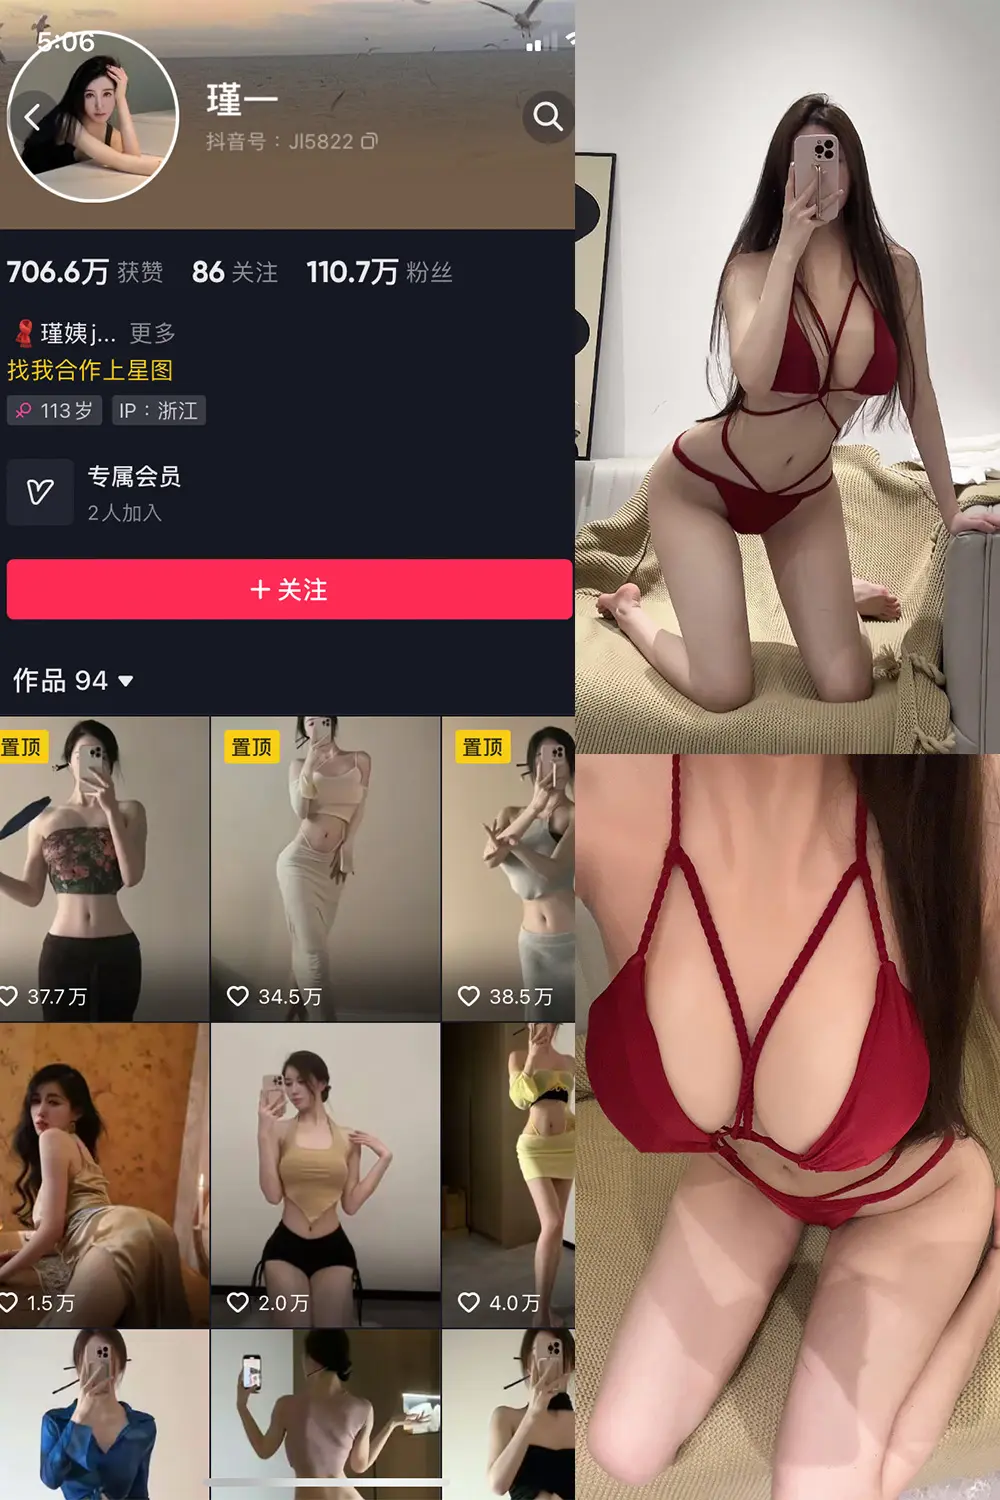 5:06
瑾一
抖音号：JI5822
706.6万 获赞 86 关注 110.7万 粉丝
瑾姨j... 更多
找我合作上星图
113岁 IP：浙江
专属会员
2人加入
+ 关注
作品 94
置顶 置顶 置顶
37.7万 34.5万 38.5万
1.5万 2.0万 4.0万